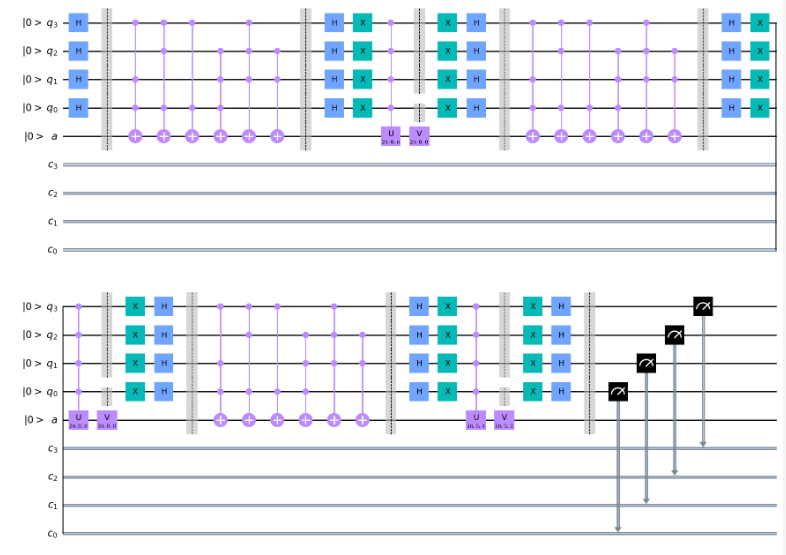 |0> q3 H H X X H H X
|0> q2 H H X X H H X
|0> q1 H H X X H H X
|0> q0 H H X X H H X
|0> a U V
c3
c2
c1
c0
|0> q3 X H H X X H
|0> q2 X H H X X H
|0> q1 X H H X X H
|0> q0 X H H X X H
|0> a U V U V
c3
c2
c1
c0